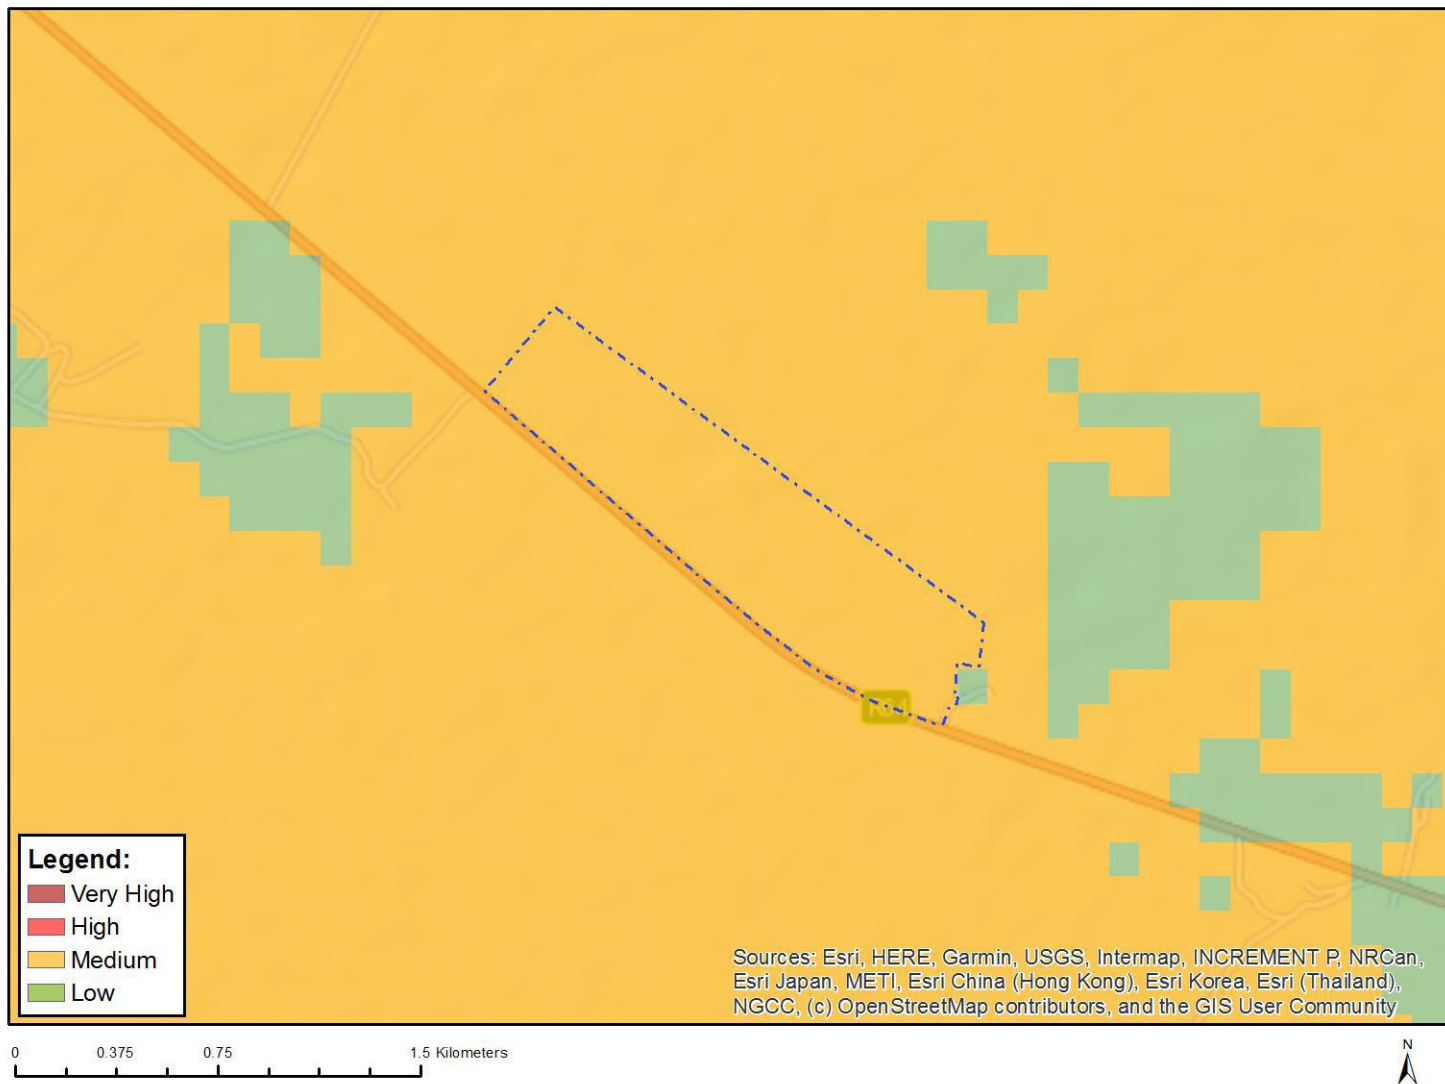 Legend:
Very High
High
Medium
Low
Sources: Esri, HERE, Garmin, USGS, Intermap, INCREMENT P, NRCan,
Esri Japan, METI, Esri China (Hong Kong), Esri Korea, Esri (Thailand),
NGCC, (c) OpenStreetMap contributors, and the GIS User Community
0 0.375 0.75 1.5 Kilometers
N